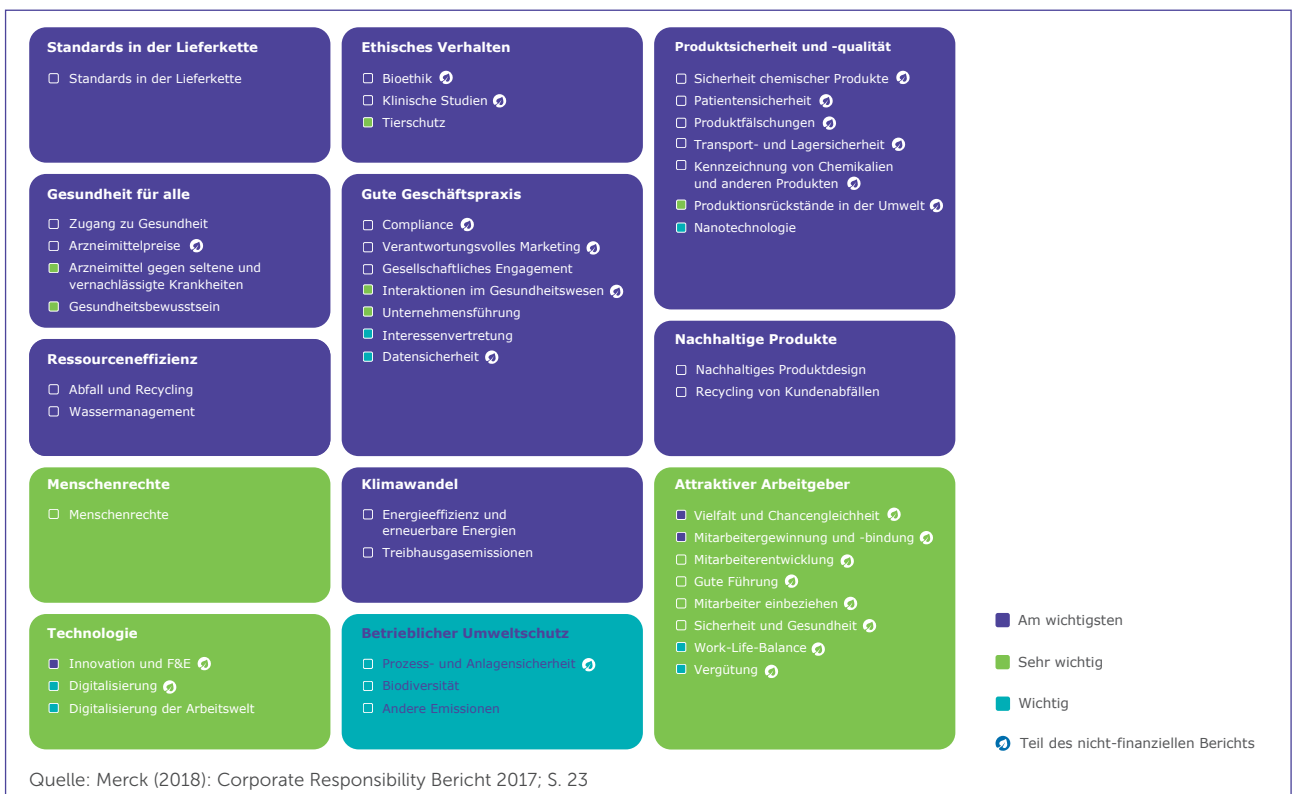 Standards in der Lieferkette
Standards in der Lieferkette
Ethisches Verhalten
Bioethik
Klinische Studien
Tierschutz
Produktsicherheit und -qualität
Sicherheit chemischer Produkte
Patientensicherheit
Produktfälschungen
Transport- und Lagersicherheit
Kennzeichnung von Chemikalien
und anderen Produkten
Produktionsrückstände in der Umwelt
Nanotechnologie
Gesundheit für alle
Zugang zu Gesundheit
Arzneimittelpreise
Arzneimittel gegen seltene und
vernachlässigte Krankheiten
Gesundheitsbewusstsein
Gute Geschäftspraxis
Compliance
Verantwortungsvolles Marketing
Gesellschaftliches Engagement
Interaktionen im Gesundheitswesen
Unternehmensführung
Interessenvertretung
Datensicherheit
Ressourceneffizienz
Abfall und Recycling
Wassermanagement
Nachhaltige Produkte
Nachhaltiges Produktdesign
Recycling von Kundenabfällen
Menschenrechte
Menschenrechte
Klimawandel
Energieeffizienz und
erneuerbare Energien
Treibhausgasemissionen
Attraktiver Arbeitgeber
Vielfalt und Chancengleichheit
Mitarbeitergewinnung und -bindung
Mitarbeiterentwicklung
Gute Führung
Mitarbeiter einbeziehen
Sicherheit und Gesundheit
Work-Life-Balance
Vergütung
Technologie
Innovation und F&E
Digitalisierung
Digitalisierung der Arbeitswelt
Betrieblicher Umweltschutz
Prozess- und Anlagensicherheit
Biodiversität
Andere Emissionen
Am wichtigsten
Sehr wichtig
Wichtig
Teil des nicht-finanziellen Berichts
Quelle: Merck (2018): Corporate Responsibility Bericht 2017; S. 23